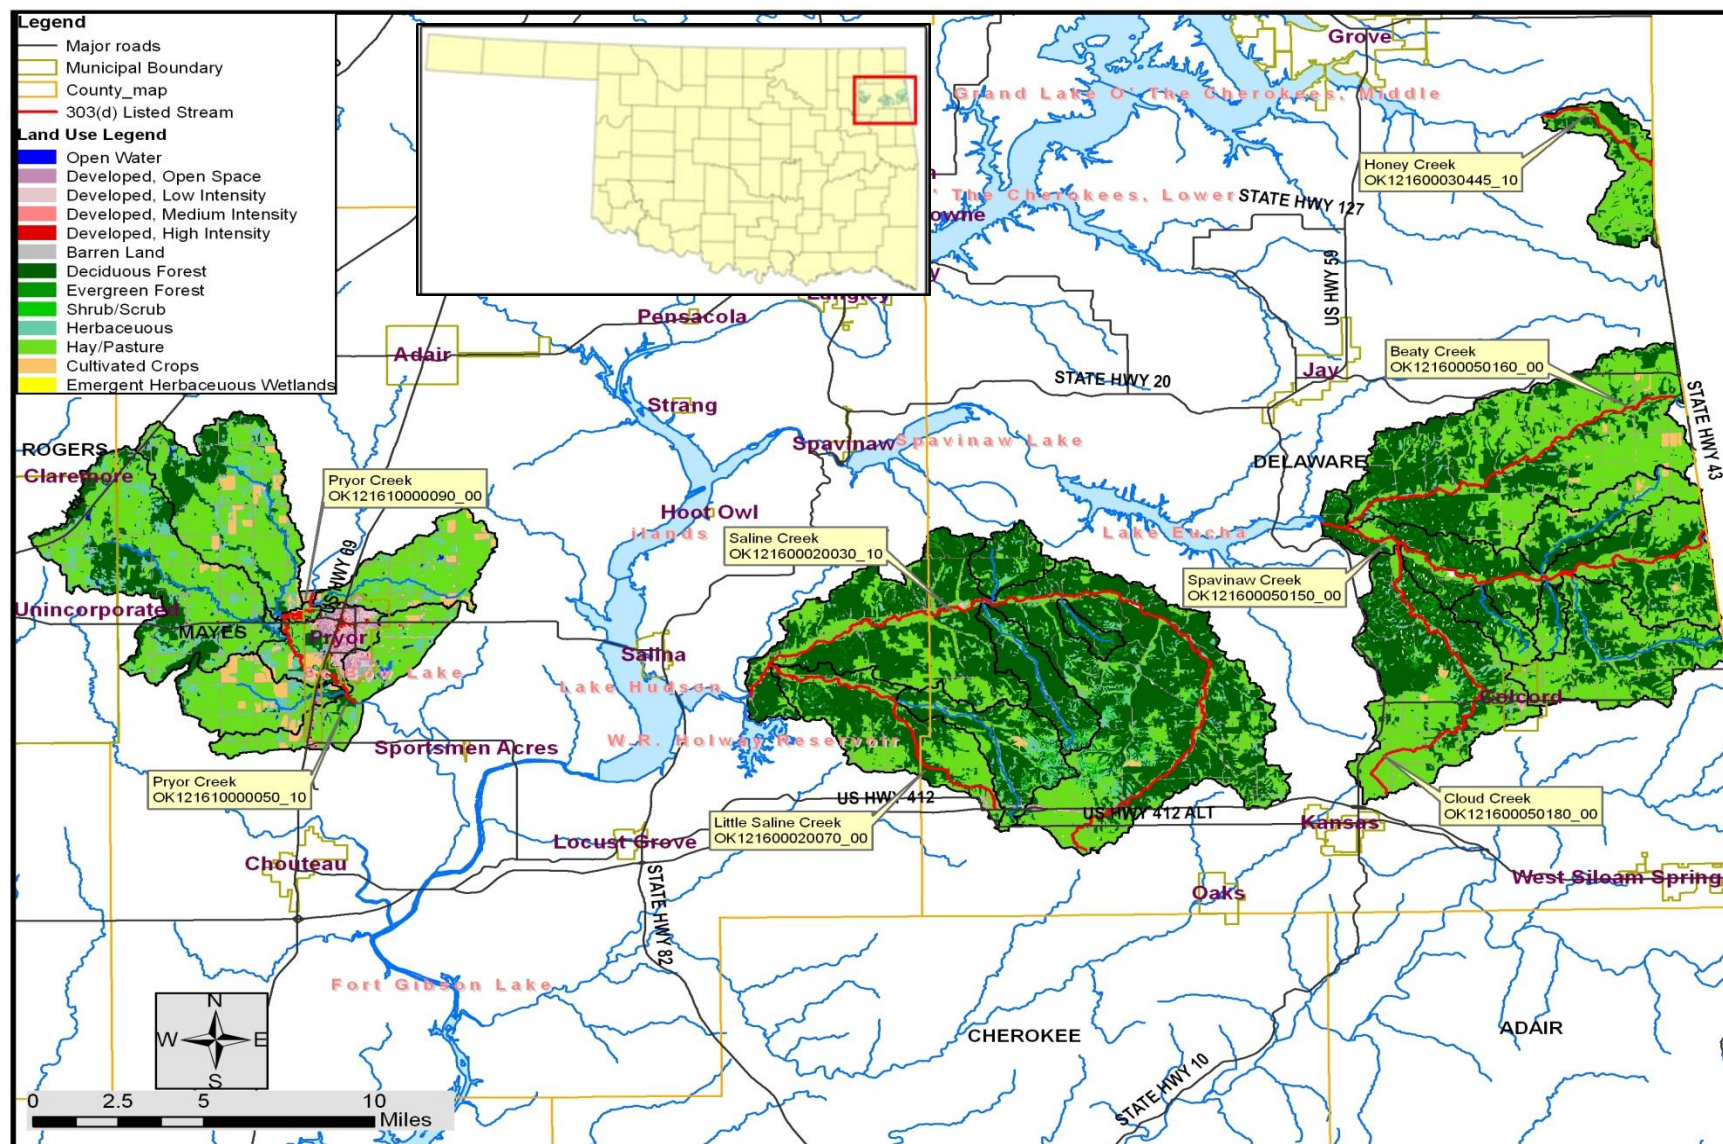 Legend
Major roads
Municipal Boundary
County_map
303(d) Listed Stream
Land Use Legend
Open Water
Developed, Open Space
Developed, Low Intensity
Developed, Medium Intensity
Developed, High Intensity
Barren Land
Deciduous Forest
Evergreen Forest
Shrub/Scrub
Herbaceuous
Hay/Pasture
Cultivated Crops
Emergent Herbaceuous Wetlands
Grove
Grand Lake O' The Cherokees, Middle
Honey Creek
OK121600030445_10
' The Cherokees, Lower
STATE HWY 127
owne
y
US HWY 59
Langley
Pensacola
Adair
Beaty Creek
OK121600050160_00
Jay
STATE HWY 20
STATE HWY 43
Strang
Spavinaw
Spavinaw Lake
ROGERS
DELAWARE
Claremore
Pryor Creek
OK121610000090_00
Hoot Owl
ilands
Lake Eucha
Saline Creek
OK121600020030_10
US HWY 69
Spavinaw Creek
OK121600050150_00
Unincorporated
MAYES
Pryor
Salina
Bow Lake
Lake Hudson
Colcord
W.R. Holway Reservoir
Sportsmen Acres
Pryor Creek
OK121610000050_10
US HWY 412
US HWY 412 ALT
Cloud Creek
OK121600050180_00
Little Saline Creek
OK121600020070_00
Kansas
Locust Grove
Chouteau
West Siloam Spring
Oaks
STATE HWY 82
Fort Gibson Lake
N
W E
S
CHEROKEE
ADAIR
STATE HWY 10
0 2.5 5 10
Miles